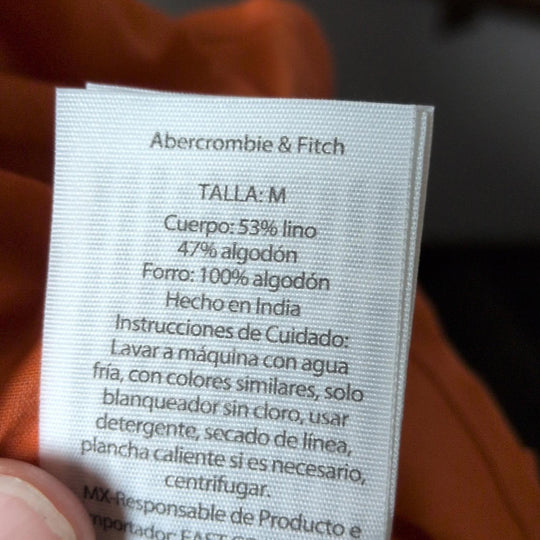 Abercrombie & Fitch
TALLA: M
Cuerpo: 53% lino
47% algodón
Forro: 100% algodón
Hecho en India
Instrucciones de Cuidado:
Lavar a máquina con agua
fría, con colores similares, solo
blanqueador sin cloro, usar
detergente, secado de línea,
plancha caliente si es necesario,
centrifugar.
MX-Responsable de Producto e
mportador: EAST